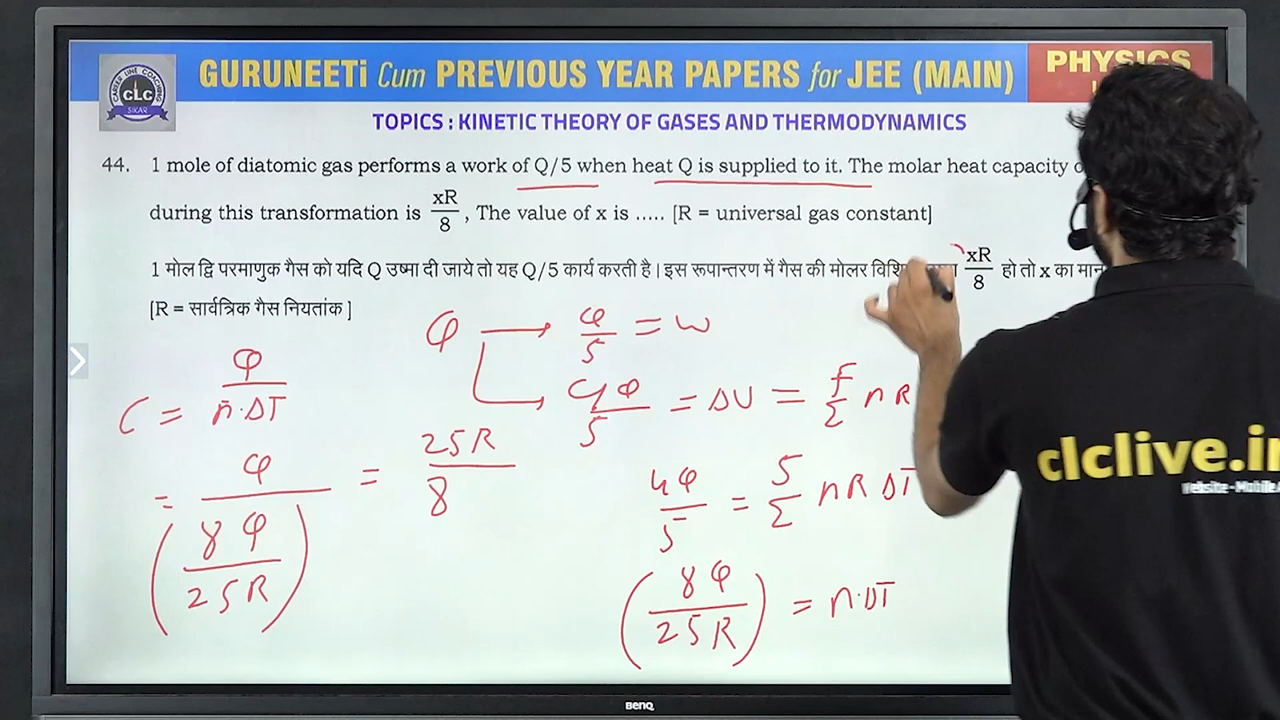 GURUNEETi Cum PREVIOUS YEAR PAPERS for JEE (MAIN)
PHYSICS
CAREER LINE COACHING
CLC
SIKAR
TOPICS : KINETIC THEORY OF GASES AND THERMODYNAMICS
44. 1 mole of diatomic gas performs a work of Q/5 when heat Q is supplied to it. The molar heat capacity
during this transformation is xR/8 , The value of x is ..... [R = universal gas constant]
1 मोल द्वि परमाणुक गैस को यदि Q उष्मा दी जाये तो यह Q/5 कार्य करती है । इस रूपान्तरण में गैस की मोलर xR/8 हो तो x का मान
[R = सार्वत्रिक गैस नियतांक ]
Q → Q/5 = W
4Q/5 = ΔU = f/2 n R
C = Q/n·ΔT
= Q/(8Q/25R) = 25R/8
4Q/5 = 5/2 n R ΔT
(8Q/25R) = n·ΔT
clclive.i
BenQ